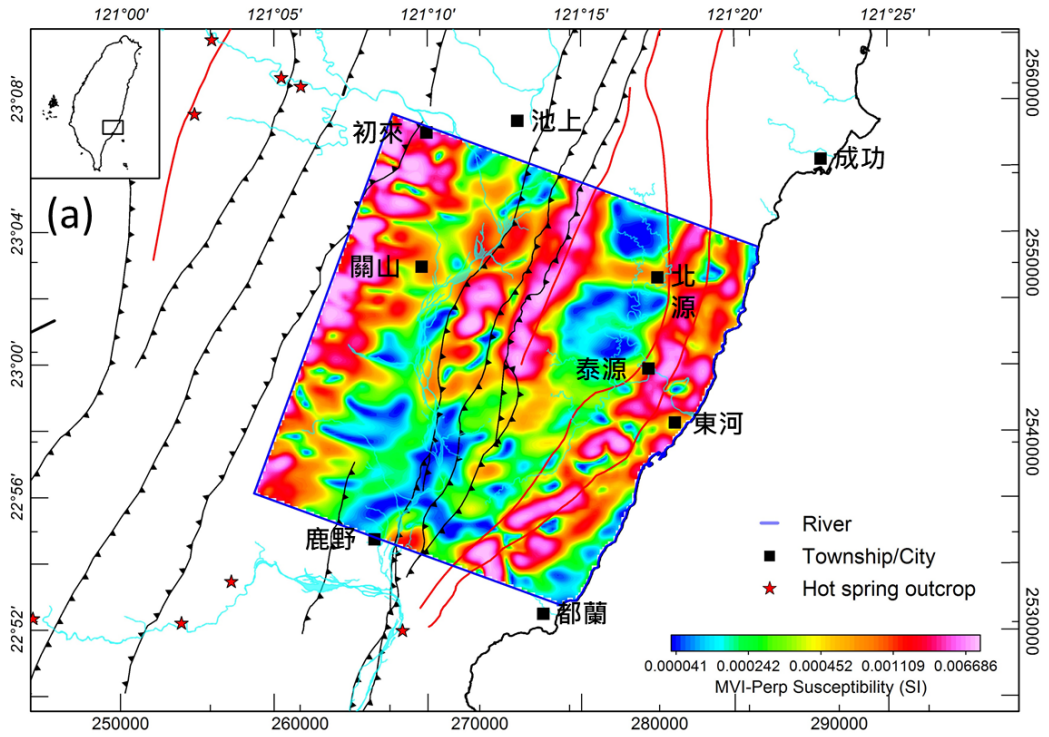 121°00' 121°05' 121°10' 121°15' 121°20' 121°25'
(a)
23°08'
23°04'
23°00'
22°56'
22°52'
2560000
2550000
2540000
2530000
初來
池上
成功
關山
北
源
泰源
東河
鹿野
都蘭
River
Township/City
Hot spring outcrop
0.000041 0.000242 0.000452 0.001109 0.006686
MVI-Perp Susceptibility (SI)
250000 260000 270000 280000 290000